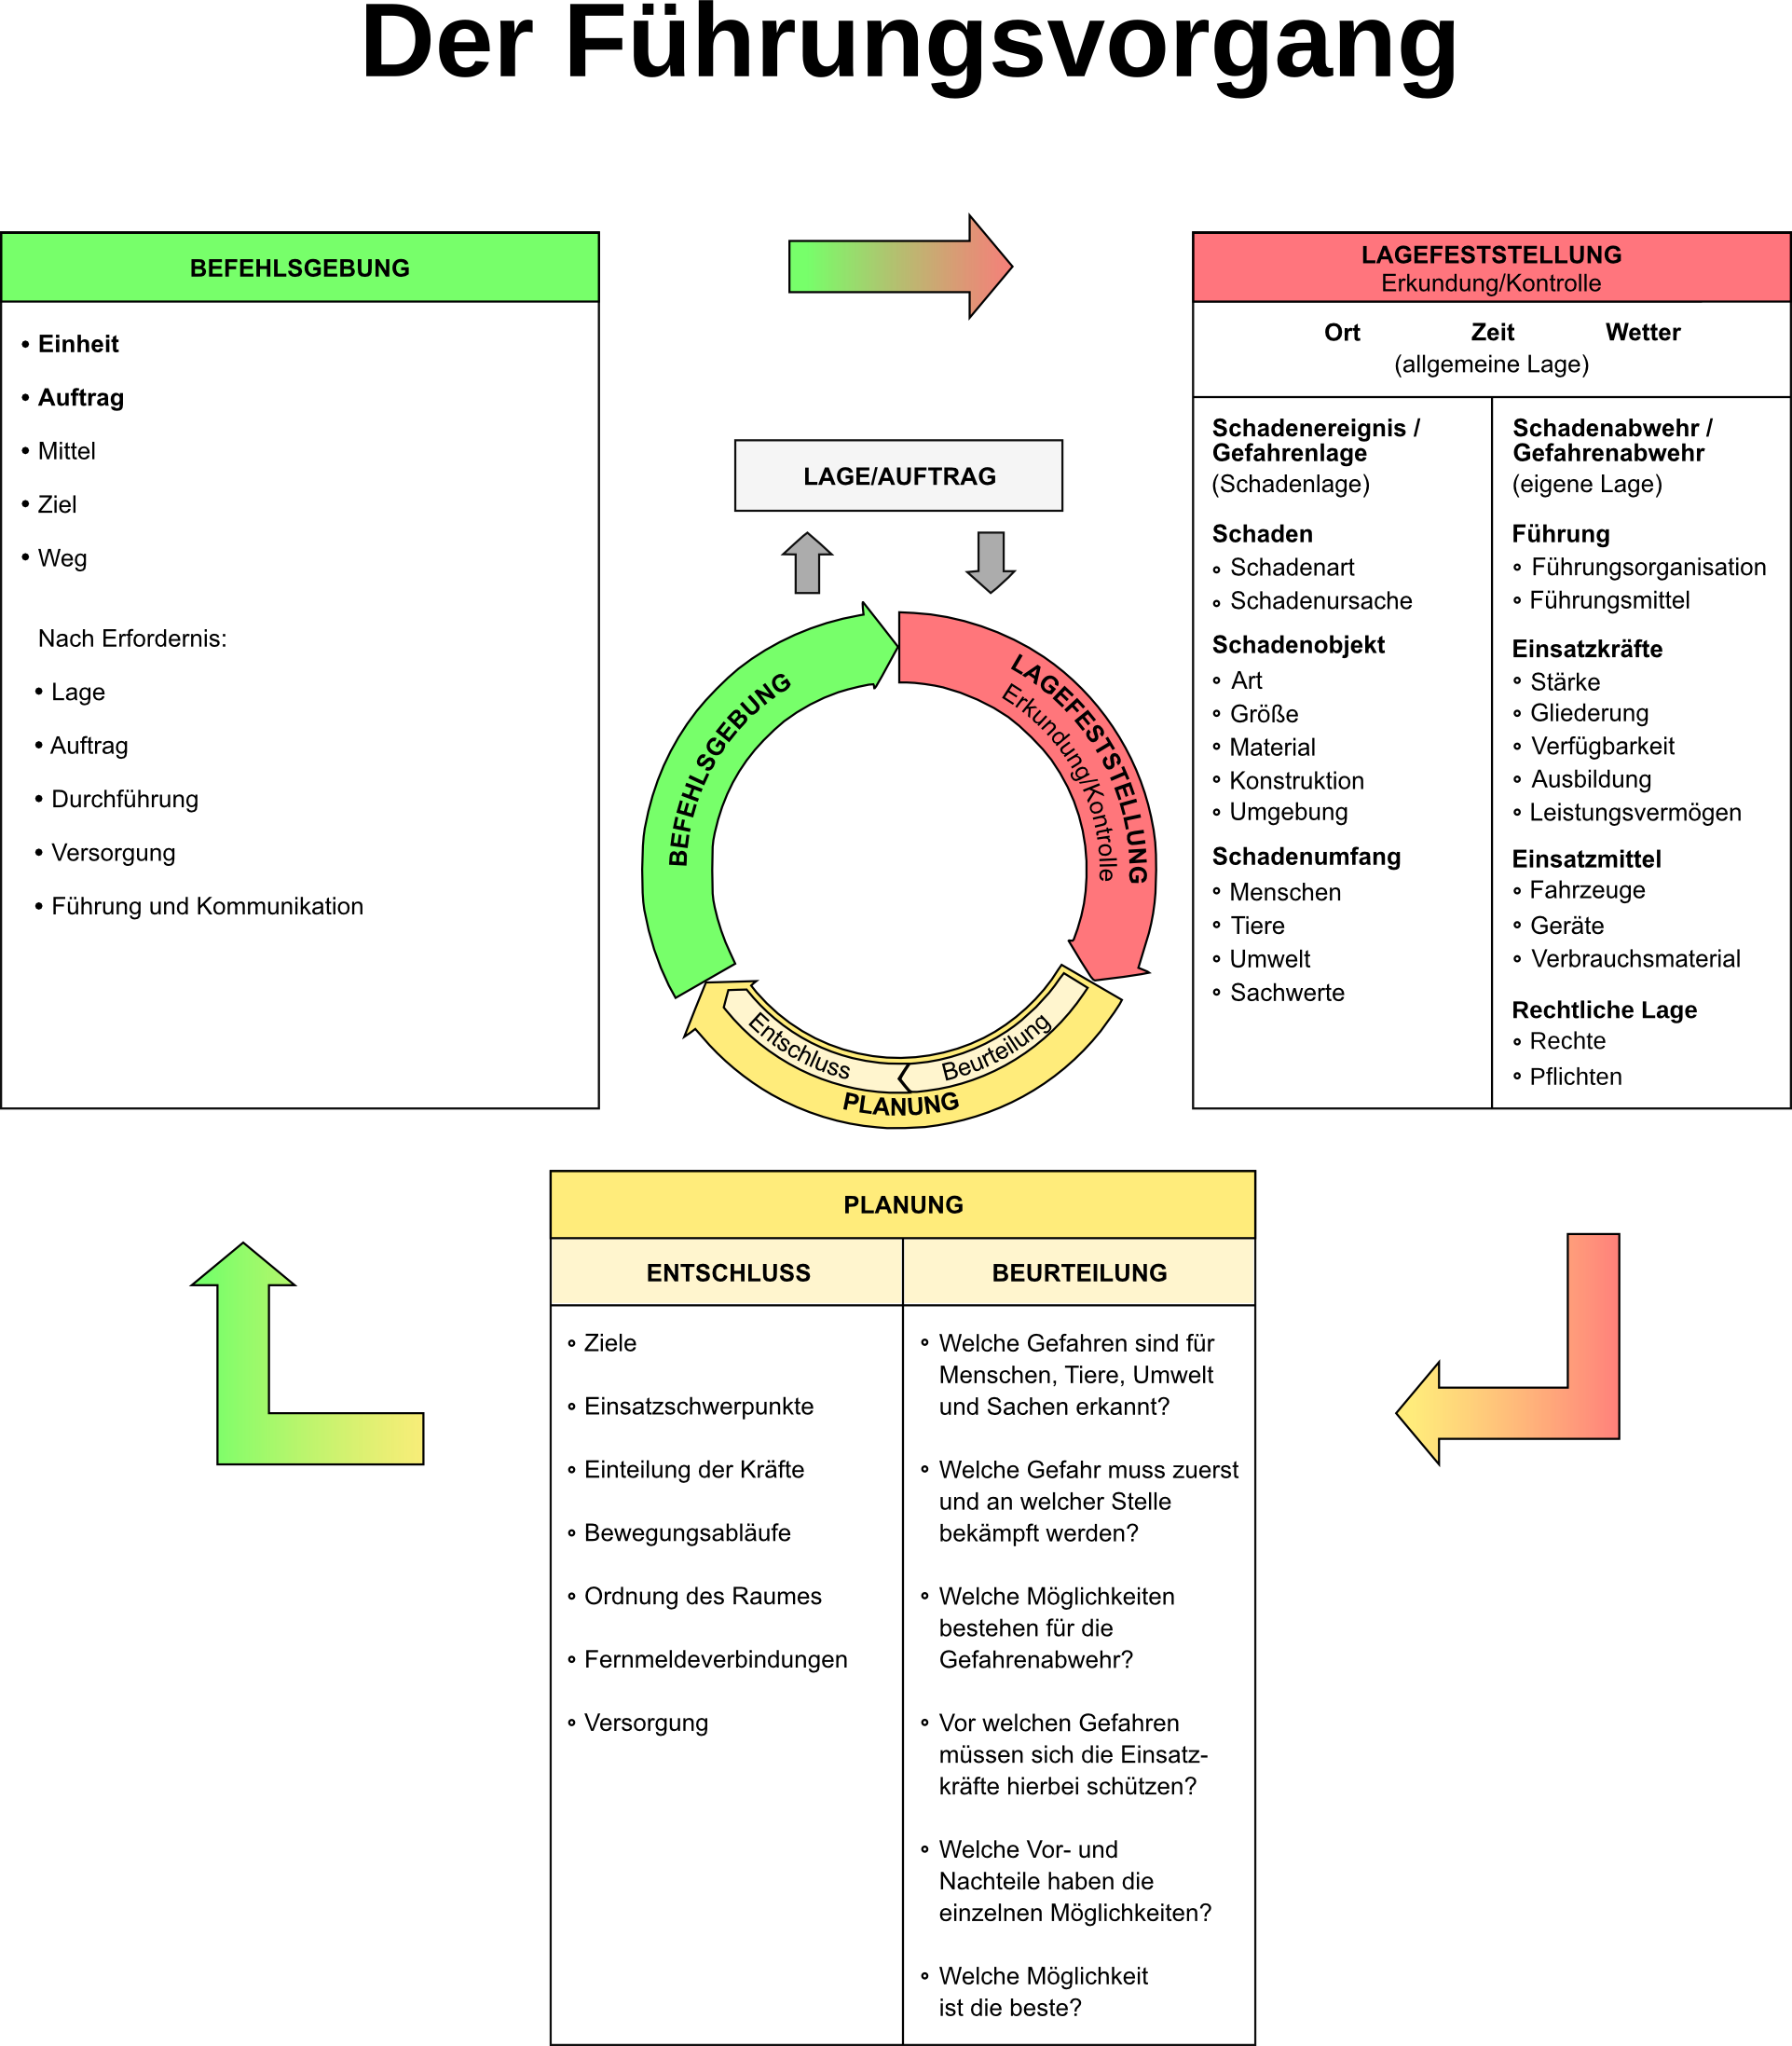 Der Führungsvorgang
BEFEHLSGEBUNG
• Einheit
• Auftrag
• Mittel
• Ziel
• Weg
Nach Erfordernis:
• Lage
• Auftrag
• Durchführung
• Versorgung
• Führung und Kommunikation
LAGE/AUFTRAG
BEFEHLSGEBUNG
LAGEFESTSTELLUNG
Erkundung/Kontrolle
Entschluss
Beurteilung
PLANUNG
LAGEFESTSTELLUNG
Erkundung/Kontrolle
Ort Zeit Wetter
(allgemeine Lage)
Schadenereignis /
Gefahrenlage
(Schadenlage)
Schaden
Schadenart
Schadenursache
Schadenobjekt
Art
Größe
Material
Konstruktion
Umgebung
Schadenumfang
Menschen
Tiere
Umwelt
Sachwerte
Schadenabwehr /
Gefahrenabwehr
(eigene Lage)
Führung
Führungsorganisation
Führungsmittel
Einsatzkräfte
Stärke
Gliederung
Verfügbarkeit
Ausbildung
Leistungsvermögen
Einsatzmittel
Fahrzeuge
Geräte
Verbrauchsmaterial
Rechtliche Lage
Rechte
Pflichten
PLANUNG
ENTSCHLUSS
Ziele
Einsatzschwerpunkte
Einteilung der Kräfte
Bewegungsabläufe
Ordnung des Raumes
Fernmeldeverbindungen
Versorgung
BEURTEILUNG
Welche Gefahren sind für
Menschen, Tiere, Umwelt
und Sachen erkannt?
Welche Gefahr muss zuerst
und an welcher Stelle
bekämpft werden?
Welche Möglichkeiten
bestehen für die
Gefahrenabwehr?
Vor welchen Gefahren
müssen sich die Einsatz-
kräfte hierbei schützen?
Welche Vor- und
Nachteile haben die
einzelnen Möglichkeiten?
Welche Möglichkeit
ist die beste?